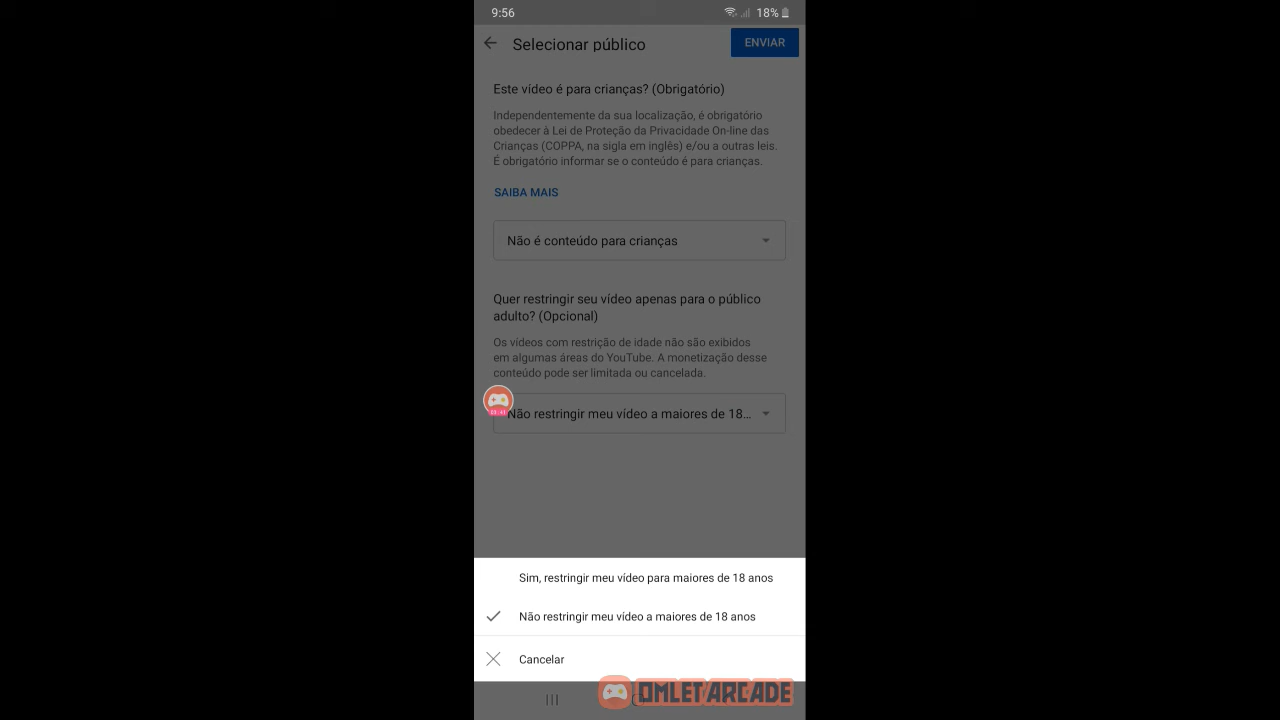 9:56
18%
Selecionar público
ENVIAR
Este vídeo é para crianças? (Obrigatório)
Independentemente da sua localização, é obrigatório
obedecer à Lei de Proteção da Privacidade On-line das
Crianças (COPPA, na sigla em inglês) e/ou a outras leis.
É obrigatório informar se o conteúdo é para crianças.
SAIBA MAIS
Não é conteúdo para crianças
Quer restringir seu vídeo apenas para o público
adulto? (Opcional)
Os vídeos com restrição de idade não são exibidos
em algumas áreas do YouTube. A monetização desse
conteúdo pode ser limitada ou cancelada.
Não restringir meu vídeo a maiores de 18...
Sim, restringir meu vídeo para maiores de 18 anos
Não restringir meu vídeo a maiores de 18 anos
Cancelar
OMLET ARCADE